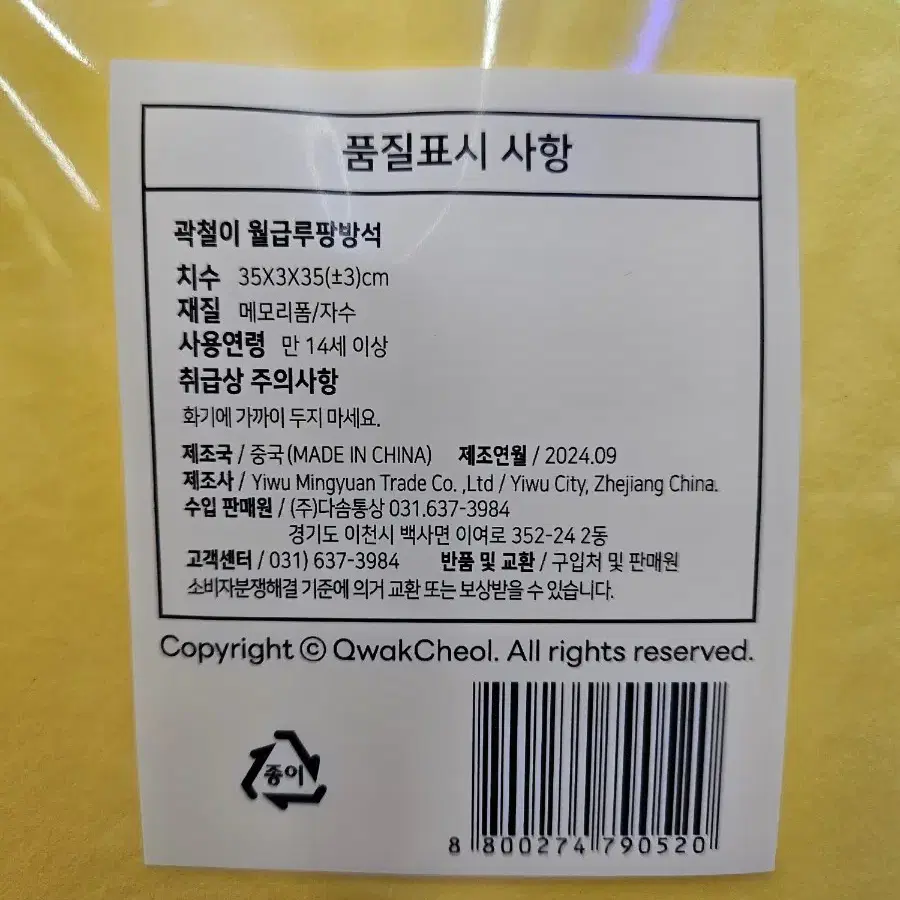 품질표시 사항
곽철이 월급루팡방석
치수 35X3X35(±3)cm
재질 메모리폼/자수
사용연령 만 14세 이상
취급상 주의사항
화기에 가까이 두지 마세요.
제조국 / 중국(MADE IN CHINA) 제조연월 / 2024.09
제조사 / Yiwu Mingyuan Trade Co. ,Ltd / Yiwu City, Zhejiang China.
수입 판매원 / (주)다솜통상 031.637-3984
경기도 이천시 백사면 이여로 352-24 2동
고객센터 / 031) 637-3984 반품 및 교환 / 구입처 및 판매원
소비자분쟁해결 기준에 의거 교환 또는 보상받을 수 있습니다.
Copyright ⓒ QwakCheol. All rights reserved.
종이
8 800274 790520